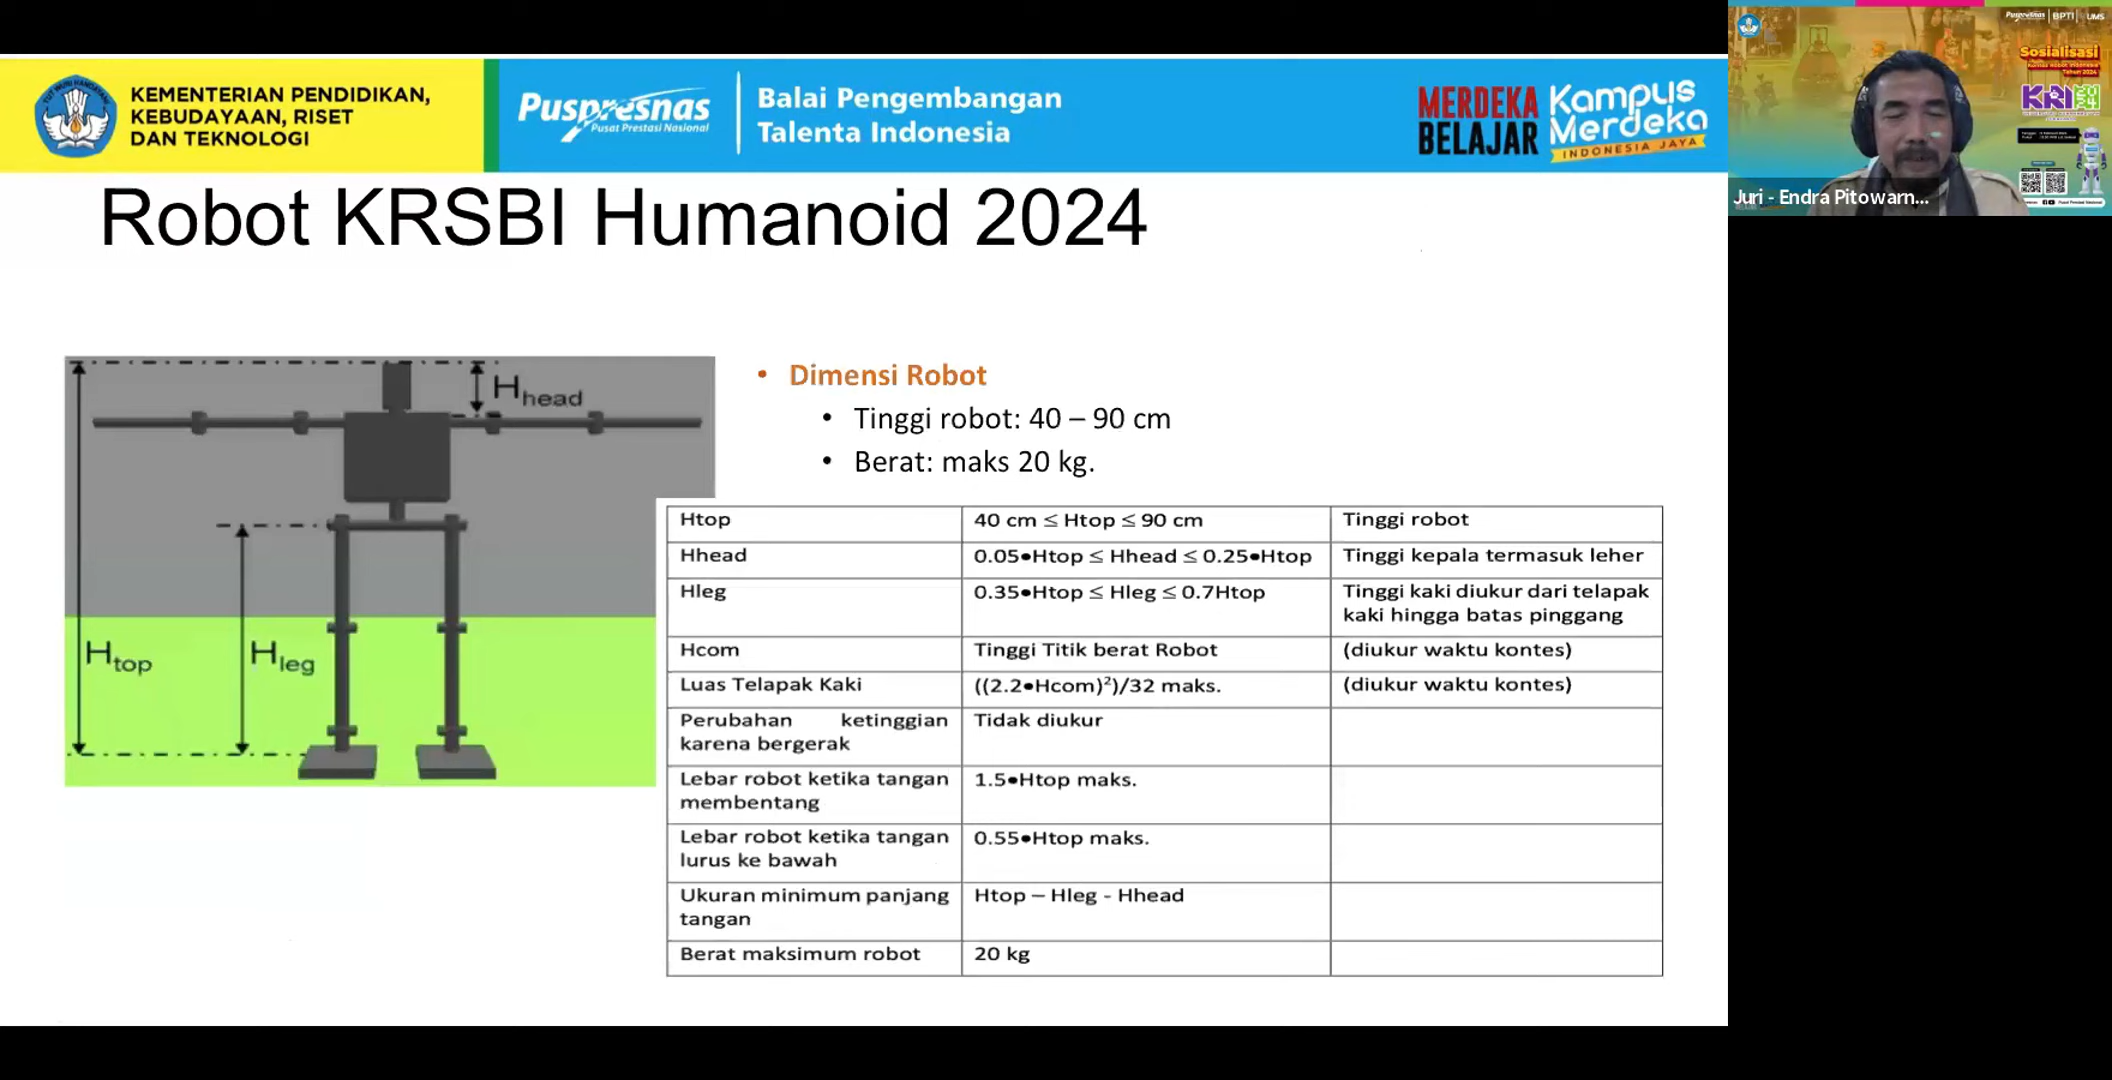 KEMENTERIAN PENDIDIKAN,
KEBUDAYAAN, RISET
DAN TEKNOLOGI
Puspresnas
Pusat Prestasi Nasional
Balai Pengembangan
Talenta Indonesia
MERDEKA
BELAJAR
Kampus
Merdeka
INDONESIA JAYA
Puspresnas BPTI UMS
Sosialisasi
Kontes Robot Indonesia
Tahun 2024
KRI
Juri - Endra Pitowarn...
Robot KRSBI Humanoid 2024
Hhead
Htop
Hleg
• Dimensi Robot
• Tinggi robot: 40 – 90 cm
• Berat: maks 20 kg.
Htop 40 cm ≤ Htop ≤ 90 cm Tinggi robot
Hhead 0.05•Htop ≤ Hhead ≤ 0.25•Htop Tinggi kepala termasuk leher
Hleg 0.35•Htop ≤ Hleg ≤ 0.7Htop Tinggi kaki diukur dari telapak
kaki hingga batas pinggang
Hcom Tinggi Titik berat Robot (diukur waktu kontes)
Luas Telapak Kaki ((2.2•Hcom)²)/32 maks. (diukur waktu kontes)
Perubahan ketinggian Tidak diukur
karena bergerak
Lebar robot ketika tangan 1.5•Htop maks.
membentang
Lebar robot ketika tangan 0.55•Htop maks.
lurus ke bawah
Ukuran minimum panjang Htop – Hleg - Hhead
tangan
Berat maksimum robot 20 kg